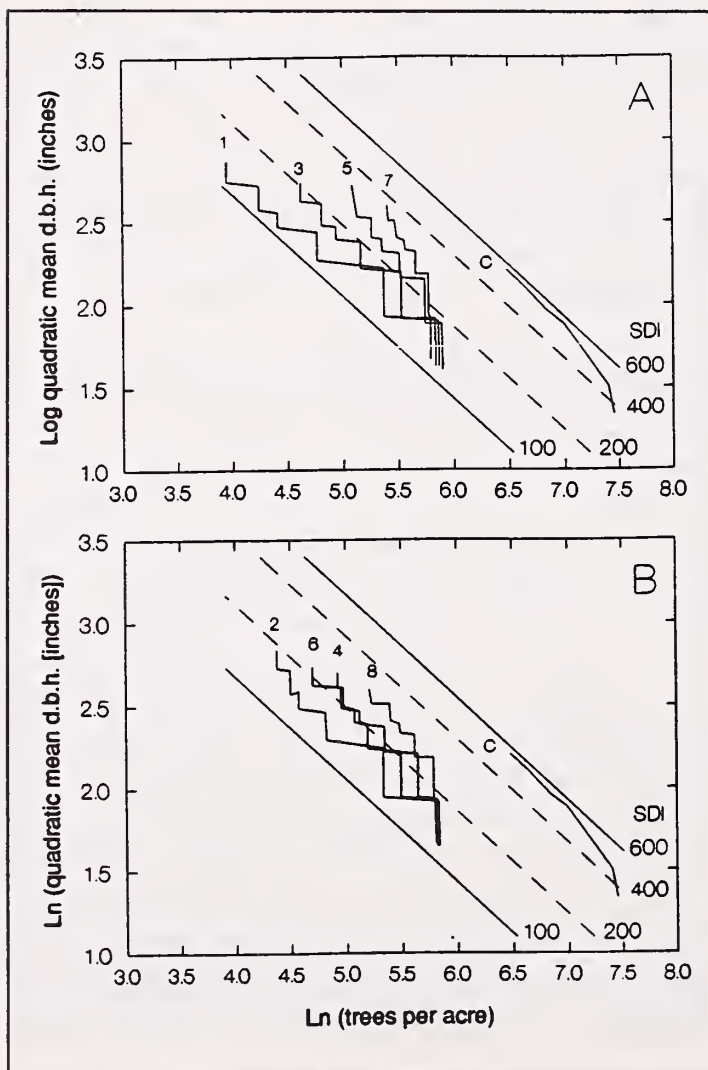 A
Log quadratic mean d.b.h. (inches)
3.5
3.0
2.5
2.0
1.5
1.0
1
3
5
7
C
SDI
600
400
200
100
3.0 3.5 4.0 4.5 5.0 5.5 6.0 6.5 7.0 7.5 8.0
B
Ln (quadratic mean d.b.h. [inches])
3.5
3.0
2.5
2.0
1.5
1.0
2
6
4
8
C
SDI
600
400
200
100
3.0 3.5 4.0 4.5 5.0 5.5 6.0 6.5 7.0 7.5 8.0
Ln (trees per acre)